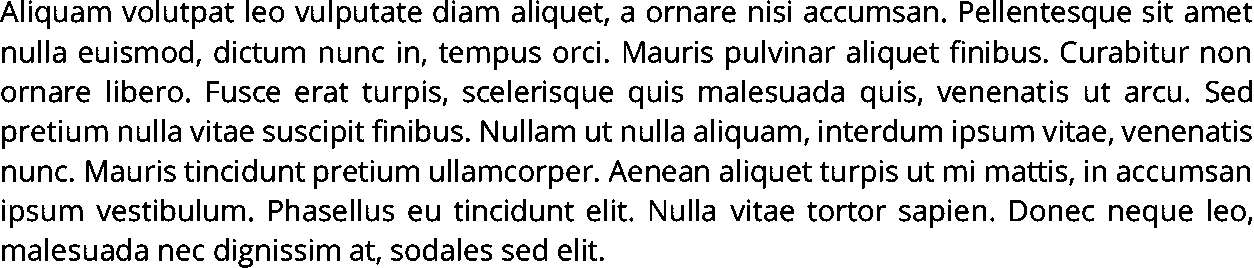 Aliquam volutpat leo vulputate diam aliquet, a ornare nisi accumsan. Pellentesque sit amet
nulla euismod, dictum nunc in, tempus orci. Mauris pulvinar aliquet finibus. Curabitur non
ornare libero. Fusce erat turpis, scelerisque quis malesuada quis, venenatis ut arcu. Sed
pretium nulla vitae suscipit finibus. Nullam ut nulla aliquam, interdum ipsum vitae, venenatis
nunc. Mauris tincidunt pretium ullamcorper. Aenean aliquet turpis ut mi mattis, in accumsan
ipsum vestibulum. Phasellus eu tincidunt elit. Nulla vitae tortor sapien. Donec neque leo,
malesuada nec dignissim at, sodales sed elit.